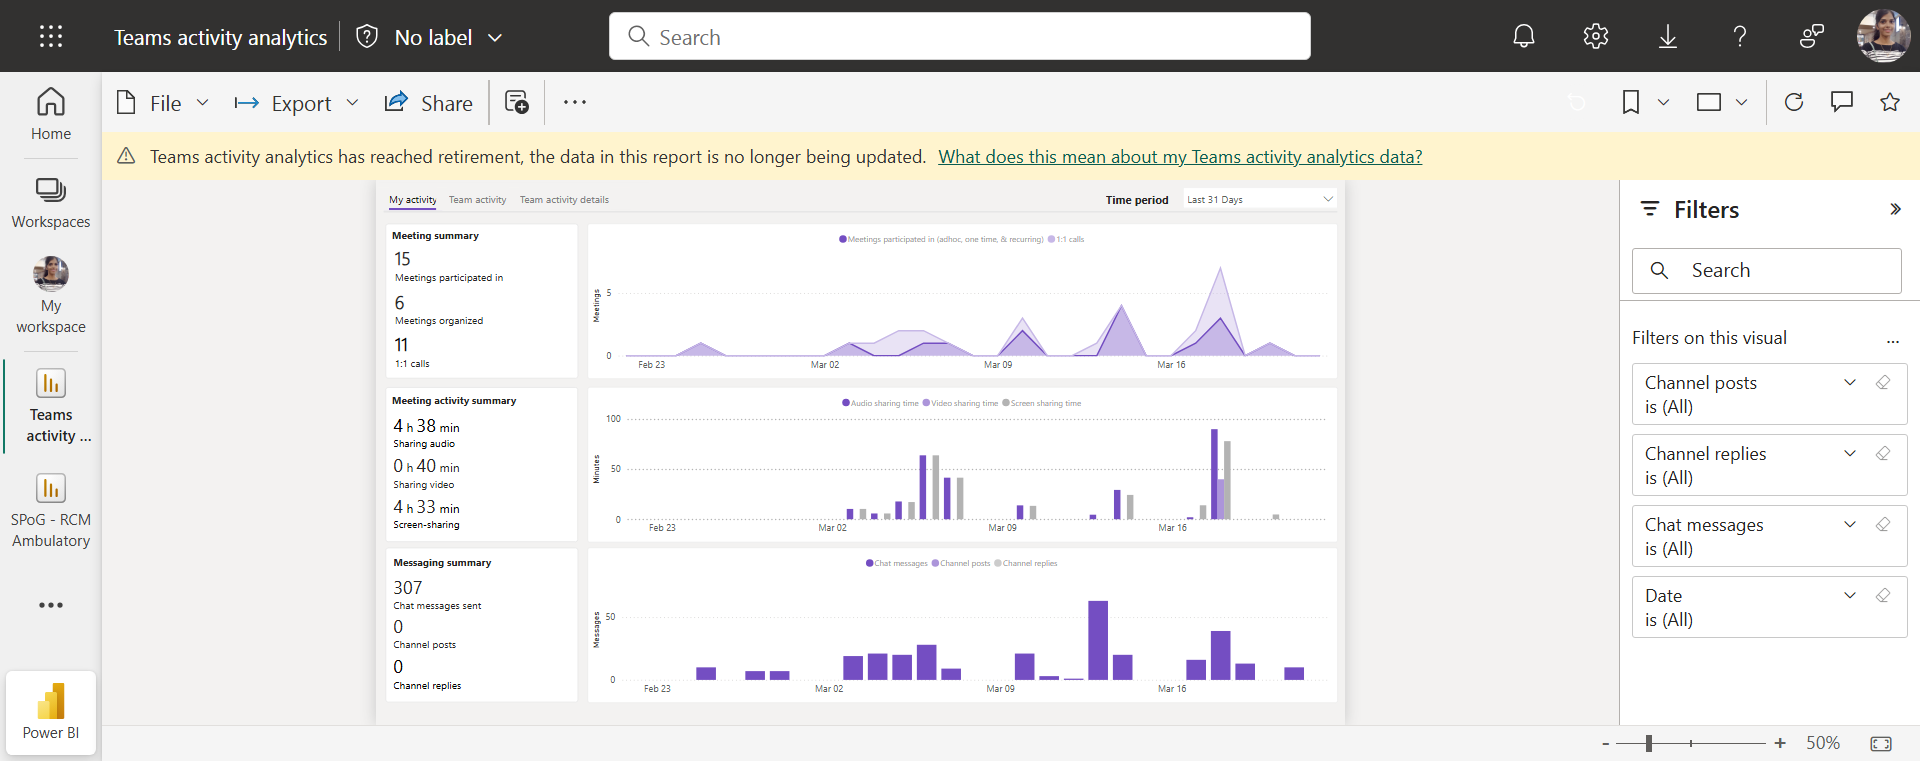 Teams activity analytics
No label
Search
File
Export
Share
Home
Workspaces
My
workspace
Teams
activity ...
SPoG - RCM
Ambulatory
Power BI
Teams activity analytics has reached retirement, the data in this report is no longer being updated. What does this mean about my Teams activity analytics data?
My activity Team activity Team activity details
Time period Last 31 Days
Meeting summary
15
Meetings participated in
6
Meetings organized
11
1:1 calls
Meetings participated in (adhoc, one time, & recurring) 1:1 calls
Meetings
5
0
Feb 23 Mar 02 Mar 09 Mar 16
Meeting activity summary
4 h 38 min
Sharing audio
0 h 40 min
Sharing video
4 h 33 min
Screen-sharing
Audio sharing time Video sharing time Screen sharing time
Minutes
100
50
0
Feb 23 Mar 02 Mar 09 Mar 16
Messaging summary
307
Chat messages sent
0
Channel posts
0
Channel replies
Chat messages Channel posts Channel replies
Messages
50
0
Feb 23 Mar 02 Mar 09 Mar 16
Filters
Search
Filters on this visual
...
Channel posts
is (All)
Channel replies
is (All)
Chat messages
is (All)
Date
is (All)
- + 50%